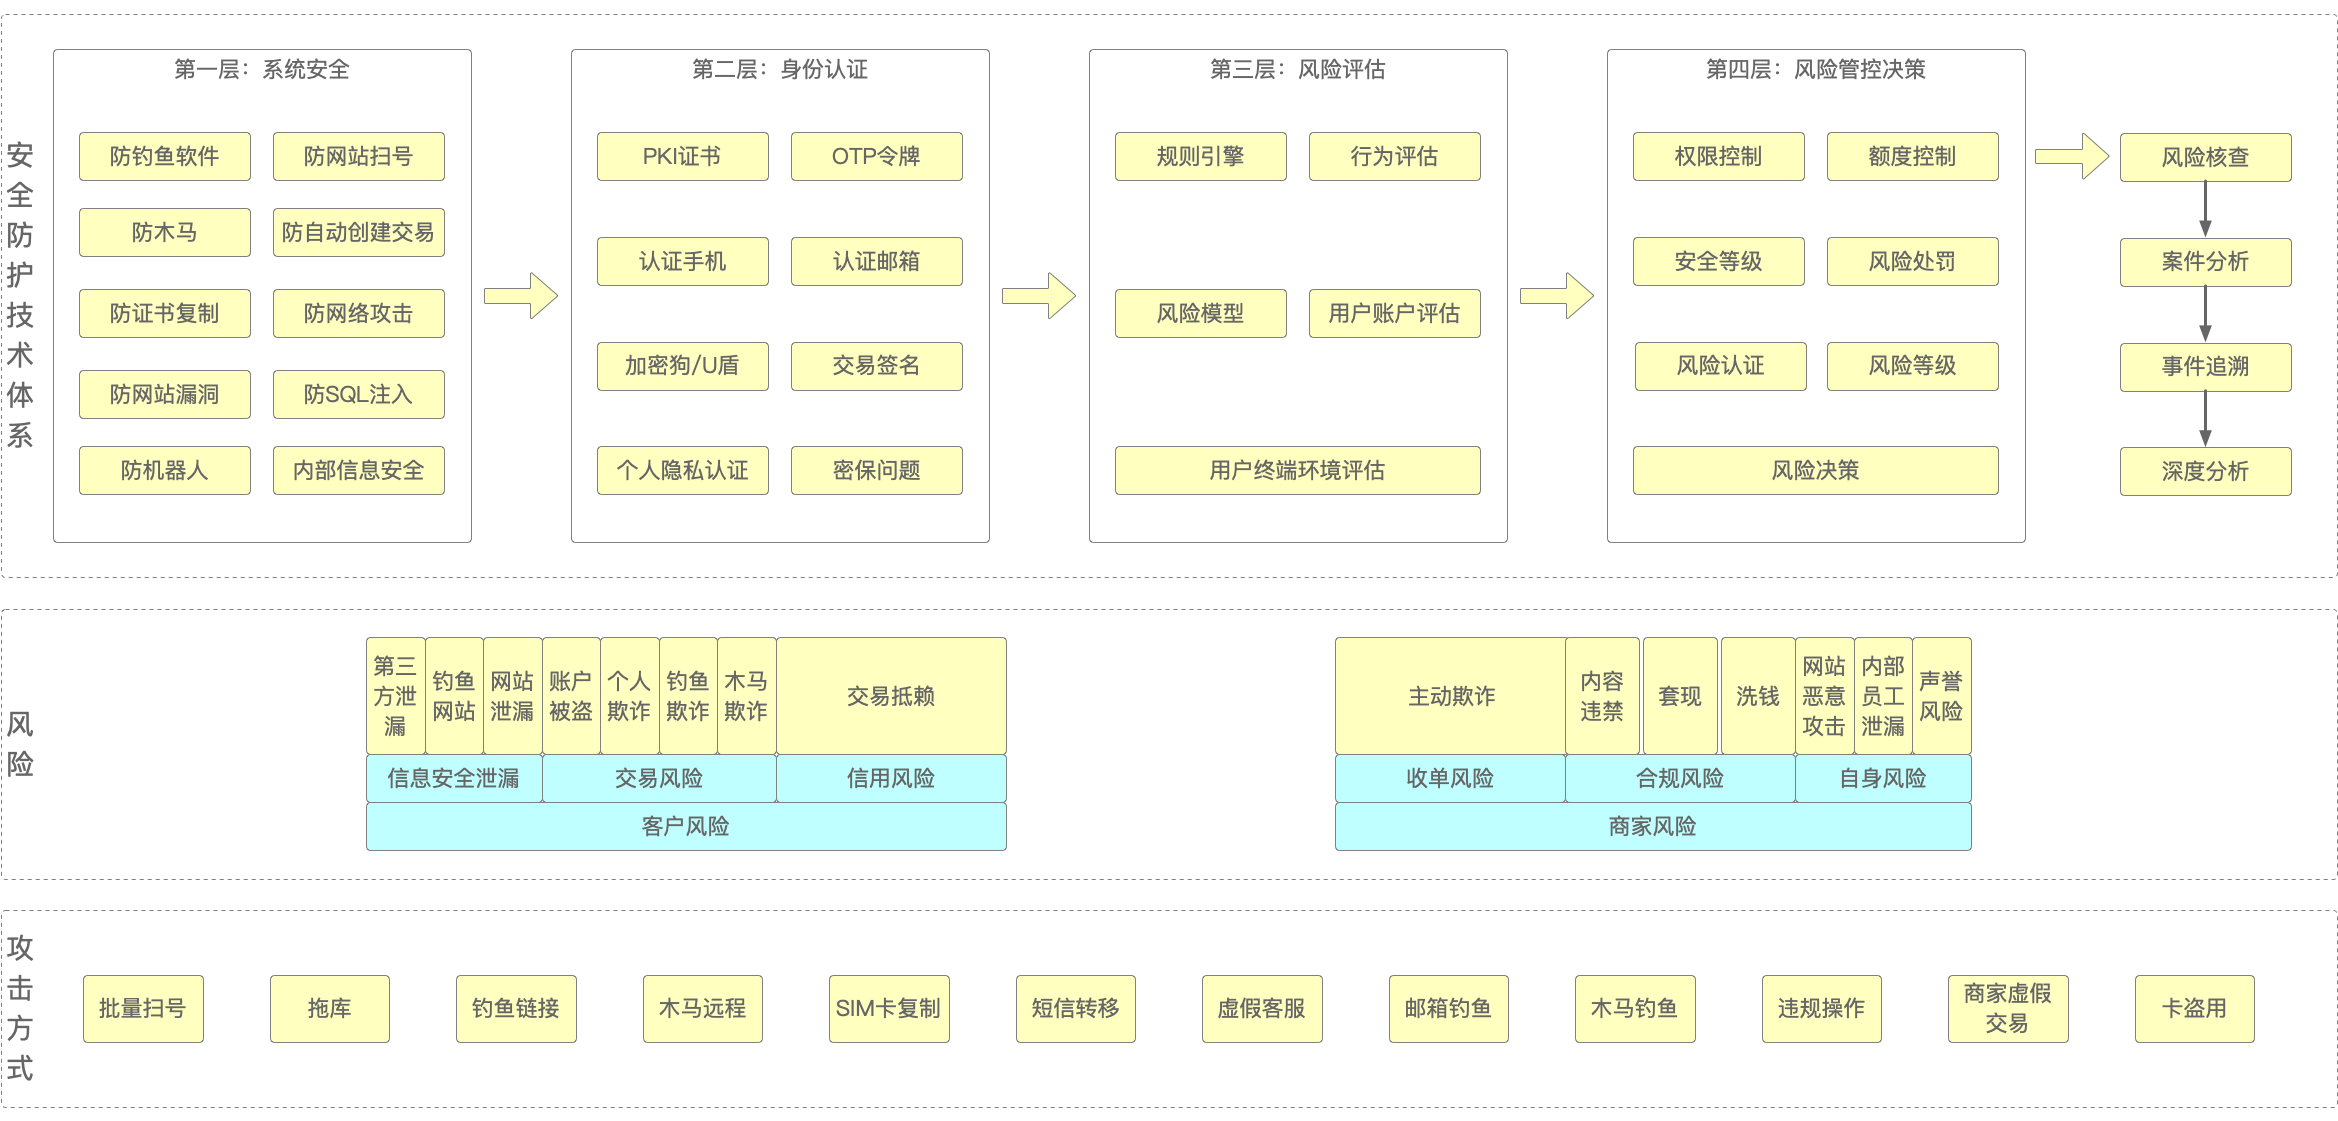 安全防护技术体系
第一层：系统安全
防钓鱼软件
防网站扫号
防木马
防自动创建交易
防证书复制
防网络攻击
防网站漏洞
防SQL注入
防机器人
内部信息安全
第二层：身份认证
PKI证书
OTP令牌
认证手机
认证邮箱
加密狗/U盾
交易签名
个人隐私认证
密保问题
第三层：风险评估
规则引擎
行为评估
风险模型
用户账户评估
用户终端环境评估
第四层：风险管控决策
权限控制
额度控制
安全等级
风险处罚
风险认证
风险等级
风险决策
风险核查
案件分析
事件追溯
深度分析
风险
第三
方泄
漏
钓鱼
网站
网站
泄漏
账户
被盗
个人
欺诈
钓鱼
欺诈
木马
欺诈
交易抵赖
信息安全泄漏
交易风险
信用风险
客户风险
主动欺诈
内容
违禁
套现
洗钱
网站
恶意
攻击
内部
员工
泄漏
声誉
风险
收单风险
合规风险
自身风险
商家风险
攻击方式
批量扫号
拖库
钓鱼链接
木马远程
SIM卡复制
短信转移
虚假客服
邮箱钓鱼
木马钓鱼
违规操作
商家虚假
交易
卡盗用